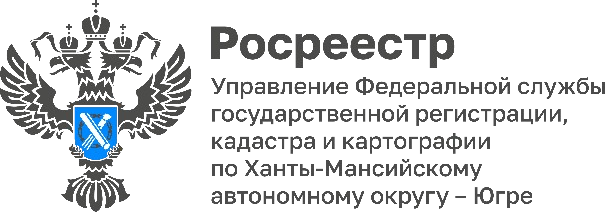 Росреестр
Управление Федеральной службы
государственной регистрации,
кадастра и картографии
по Ханты-Мансийскому
автономному округу – Югре